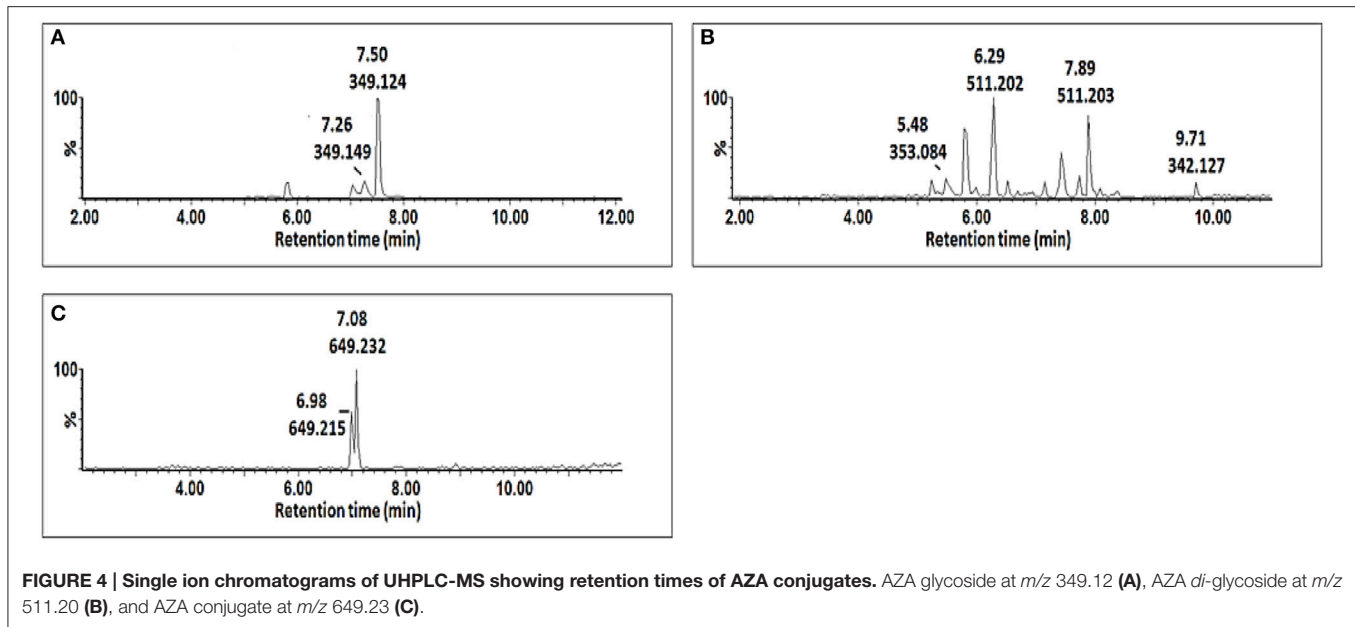 A
7.50
349.124
100
7.26
349.149
%
2.00 4.00 6.00 8.00 10.00 12.00
Retention time (min)
B
6.29
511.202
7.89
511.203
100
5.48
353.084
9.71
342.127
%
2.00 4.00 6.00 8.00 10.00
Retention time (min)
C
7.08
649.232
100
6.98
649.215
%
4.00 6.00 8.00 10.00
Retention time (min)
FIGURE 4 | Single ion chromatograms of UHPLC-MS showing retention times of AZA conjugates. AZA glycoside at m/z 349.12 (A), AZA di-glycoside at m/z
511.20 (B), and AZA conjugate at m/z 649.23 (C).